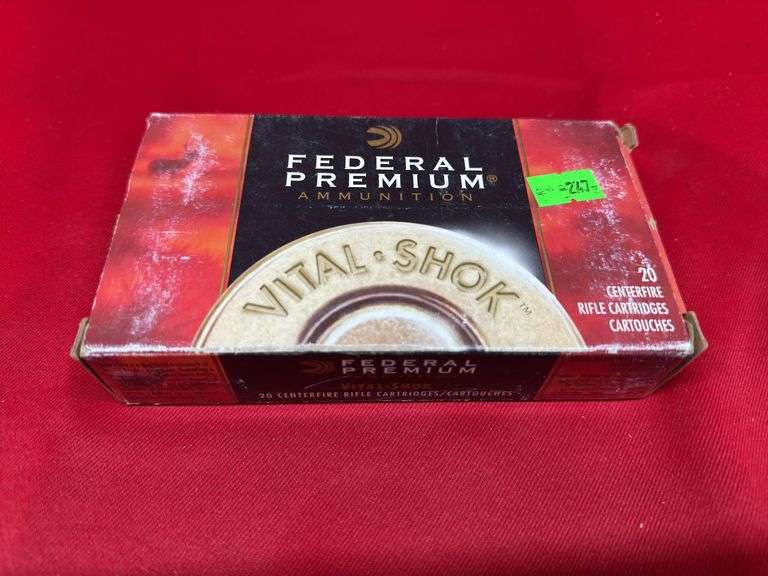 FEDERAL
PREMIUM®
AMMUNITION
VITAL·SHOK™
20
CENTERFIRE
RIFLE CARTRIDGES
CARTOUCHES
FEDERAL
PREMIUM
VITAL·SHOK
20 CENTERFIRE RIFLE CARTRIDGES/CARTOUCHES